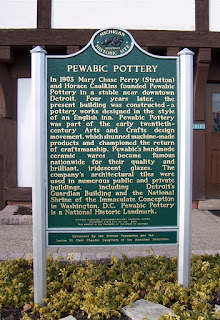 MICHIGAN
HISTORIC SITE
PEWABIC POTTERY
In 1903 Mary Chase Perry (Stratton)
and Horace Caulkins founded Pewabic
Pottery in a stable near downtown
Detroit. Four years later, the
present building was constructed - a
pottery works designed in the style
of an English inn. Pewabic Pottery
was part of the early twentieth-
century Arts and Crafts design
movement, which shunned machine-made
products and championed the return
of craftsmanship. Pewabic's handmade
ceramic wares became famous
nationwide for their quality and
brilliant, iridescent glazes. The
company's architectural tiles were
used in numerous public and private
buildings, including Detroit's
Guardian Building and the National
Shrine of the Immaculate Conception
in Washington, D.C. Pewabic Pottery
is a National Historic Landmark.